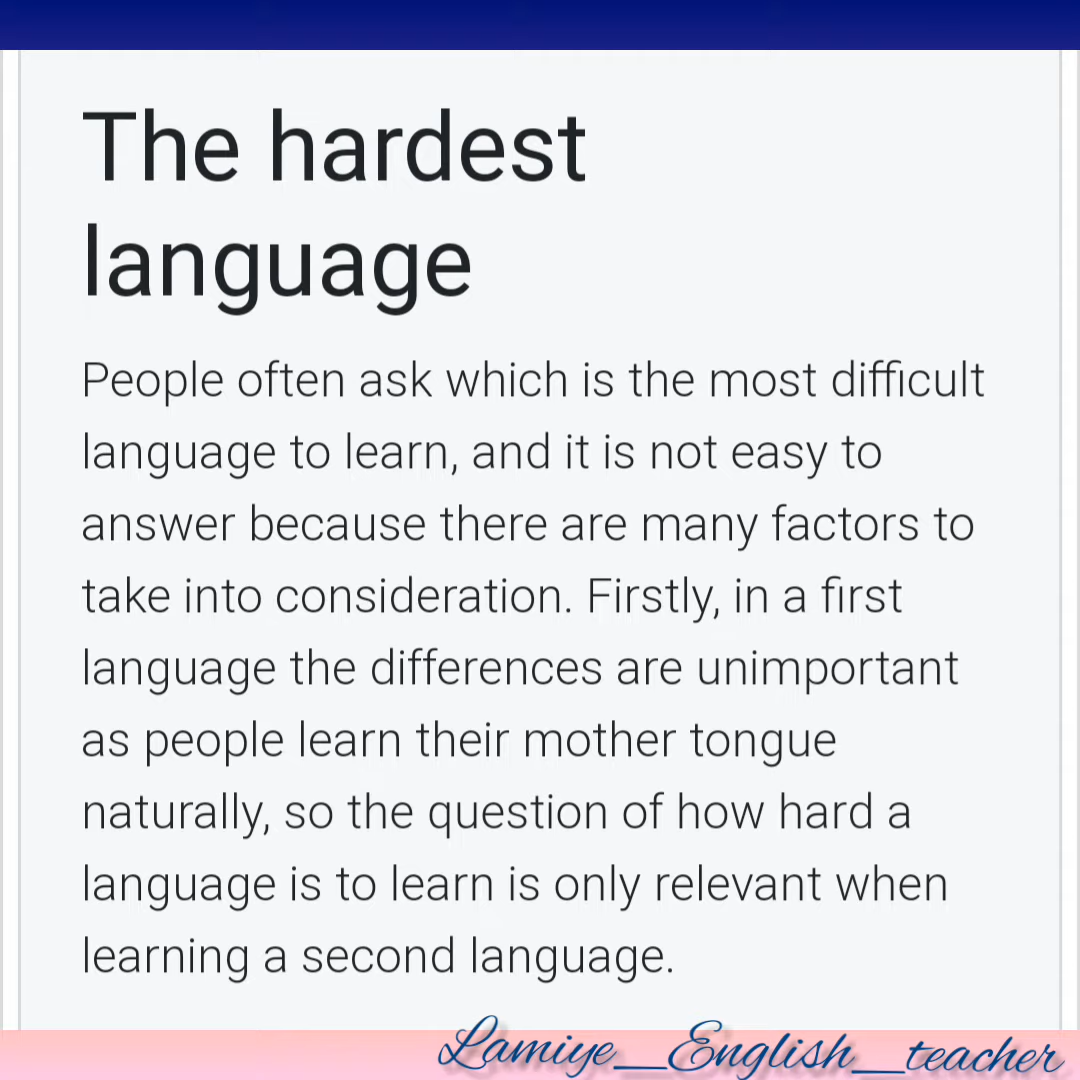 The hardest
language
People often ask which is the most difficult
language to learn, and it is not easy to
answer because there are many factors to
take into consideration. Firstly, in a first
language the differences are unimportant
as people learn their mother tongue
naturally, so the question of how hard a
language is to learn is only relevant when
learning a second language.
Lamiye__English__teacher